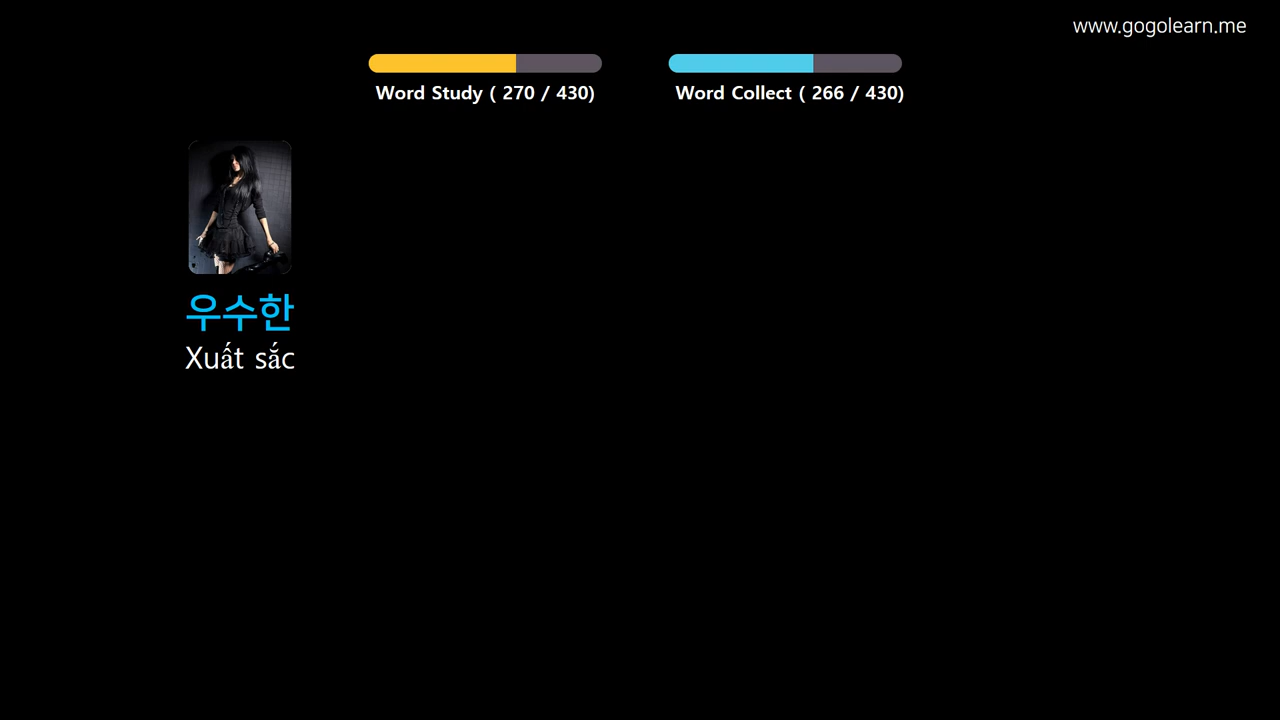 www.gogolearn.me
Word Study ( 270 / 430)
Word Collect ( 266 / 430)
우수한
Xuất sắc